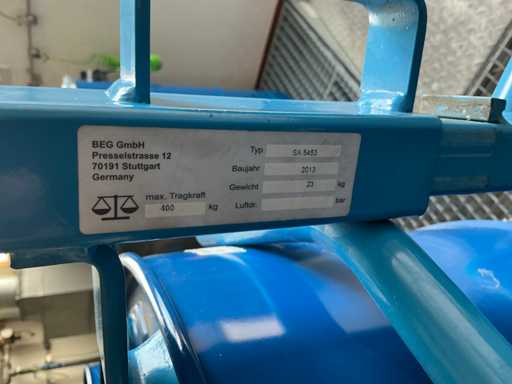 BEG GmbH
Presselstrasse 12
70191 Stuttgart
Germany
max. Tragkraft
400 kg
Typ: SA 5453
Baujahr 2013
Gewicht 23 kg
Luftdr. bar